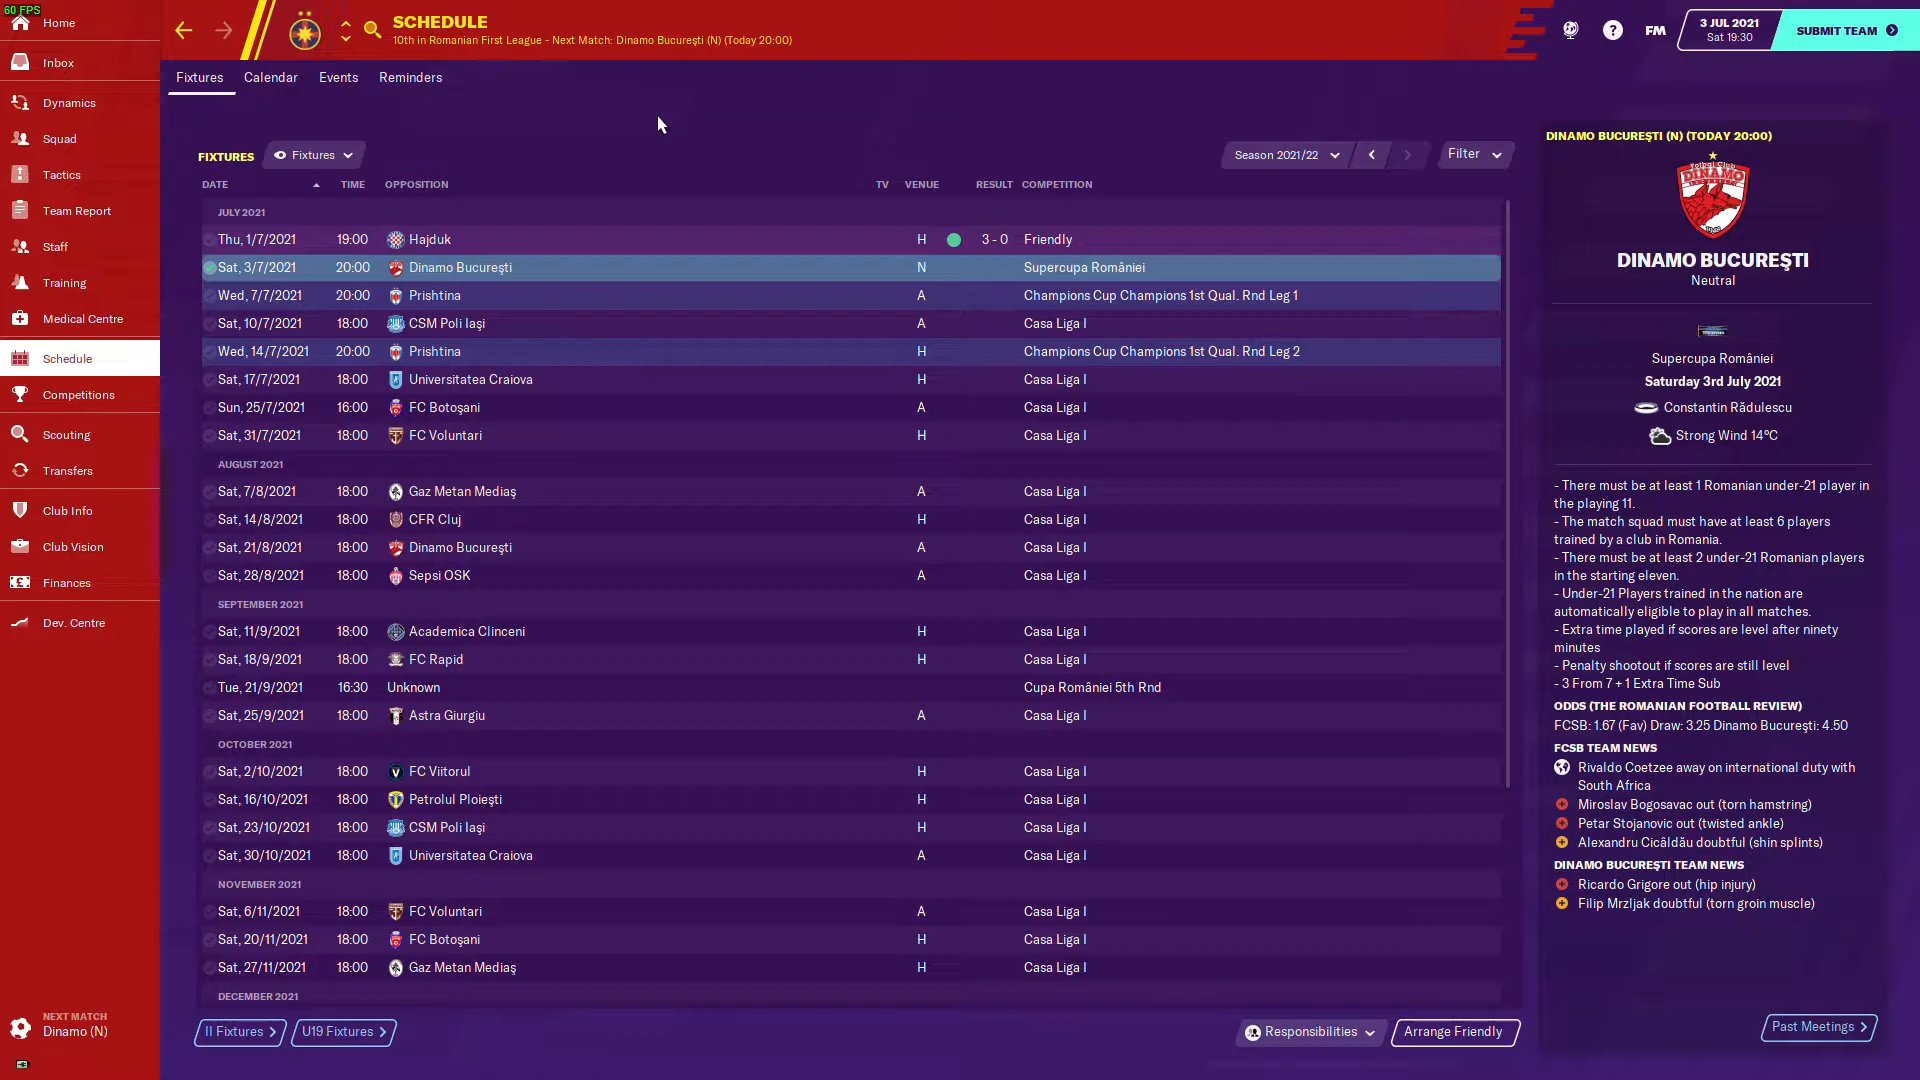 60 FPS
Home
Inbox
Dynamics
Squad
Tactics
Team Report
Staff
Training
Medical Centre
Schedule
Competitions
Scouting
Transfers
Club Info
Club Vision
Finances
Dev. Centre
NEXT MATCH
Dinamo (N)
SCHEDULE
10th in Romanian First League - Next Match: Dinamo Bucureşti (N) (Today 20:00)
FM
3 JUL 2021
Sat 19:30
SUBMIT TEAM
Fixtures Calendar Events Reminders
FIXTURES Fixtures Season 2021/22 Filter
DATE TIME OPPOSITION TV VENUE RESULT COMPETITION
JULY 2021
Thu, 1/7/2021 19:00 Hajduk H 3 - 0 Friendly
Sat, 3/7/2021 20:00 Dinamo Bucureşti N Supercupa României
Wed, 7/7/2021 20:00 Prishtina A Champions Cup Champions 1st Qual. Rnd Leg 1
Sat, 10/7/2021 18:00 CSM Poli Iaşi A Casa Liga I
Wed, 14/7/2021 20:00 Prishtina H Champions Cup Champions 1st Qual. Rnd Leg 2
Sat, 17/7/2021 18:00 Universitatea Craiova H Casa Liga I
Sun, 25/7/2021 16:00 FC Botoşani A Casa Liga I
Sat, 31/7/2021 18:00 FC Voluntari H Casa Liga I
AUGUST 2021
Sat, 7/8/2021 18:00 Gaz Metan Mediaş A Casa Liga I
Sat, 14/8/2021 18:00 CFR Cluj H Casa Liga I
Sat, 21/8/2021 18:00 Dinamo Bucureşti A Casa Liga I
Sat, 28/8/2021 18:00 Sepsi OSK A Casa Liga I
SEPTEMBER 2021
Sat, 11/9/2021 18:00 Academica Clinceni H Casa Liga I
Sat, 18/9/2021 18:00 FC Rapid H Casa Liga I
Tue, 21/9/2021 16:30 Unknown Cupa României 5th Rnd
Sat, 25/9/2021 18:00 Astra Giurgiu A Casa Liga I
OCTOBER 2021
Sat, 2/10/2021 18:00 FC Viitorul H Casa Liga I
Sat, 16/10/2021 18:00 Petrolul Ploieşti H Casa Liga I
Sat, 23/10/2021 18:00 CSM Poli Iaşi H Casa Liga I
Sat, 30/10/2021 18:00 Universitatea Craiova A Casa Liga I
NOVEMBER 2021
Sat, 6/11/2021 18:00 FC Voluntari A Casa Liga I
Sat, 20/11/2021 18:00 FC Botoşani H Casa Liga I
Sat, 27/11/2021 18:00 Gaz Metan Mediaş H Casa Liga I
DECEMBER 2021
II Fixtures U19 Fixtures Responsibilities Arrange Friendly
DINAMO BUCUREŞTI (N) (TODAY 20:00)
DINAMO
DINAMO BUCUREŞTI
Neutral
Supercupa României
Saturday 3rd July 2021
Constantin Rădulescu
Strong Wind 14°C
- There must be at least 1 Romanian under-21 player in
the playing 11.
- The match squad must have at least 6 players
trained by a club in Romania.
- There must be at least 2 under-21 Romanian players
in the starting eleven.
- Under-21 Players trained in the nation are
automatically eligible to play in all matches.
- Extra time played if scores are level after ninety
minutes
- Penalty shootout if scores are still level
- 3 From 7 + 1 Extra Time Sub
ODDS (THE ROMANIAN FOOTBALL REVIEW)
FCSB: 1.67 (Fav) Draw: 3.25 Dinamo Bucureşti: 4.50
FCSB TEAM NEWS
Rivaldo Coetzee away on international duty with
South Africa
Miroslav Bogosavac out (torn hamstring)
Petar Stojanovic out (twisted ankle)
Alexandru Cicâldău doubtful (shin splints)
DINAMO BUCUREŞTI TEAM NEWS
Ricardo Grigore out (hip injury)
Filip Mrzljak doubtful (torn groin muscle)
Past Meetings